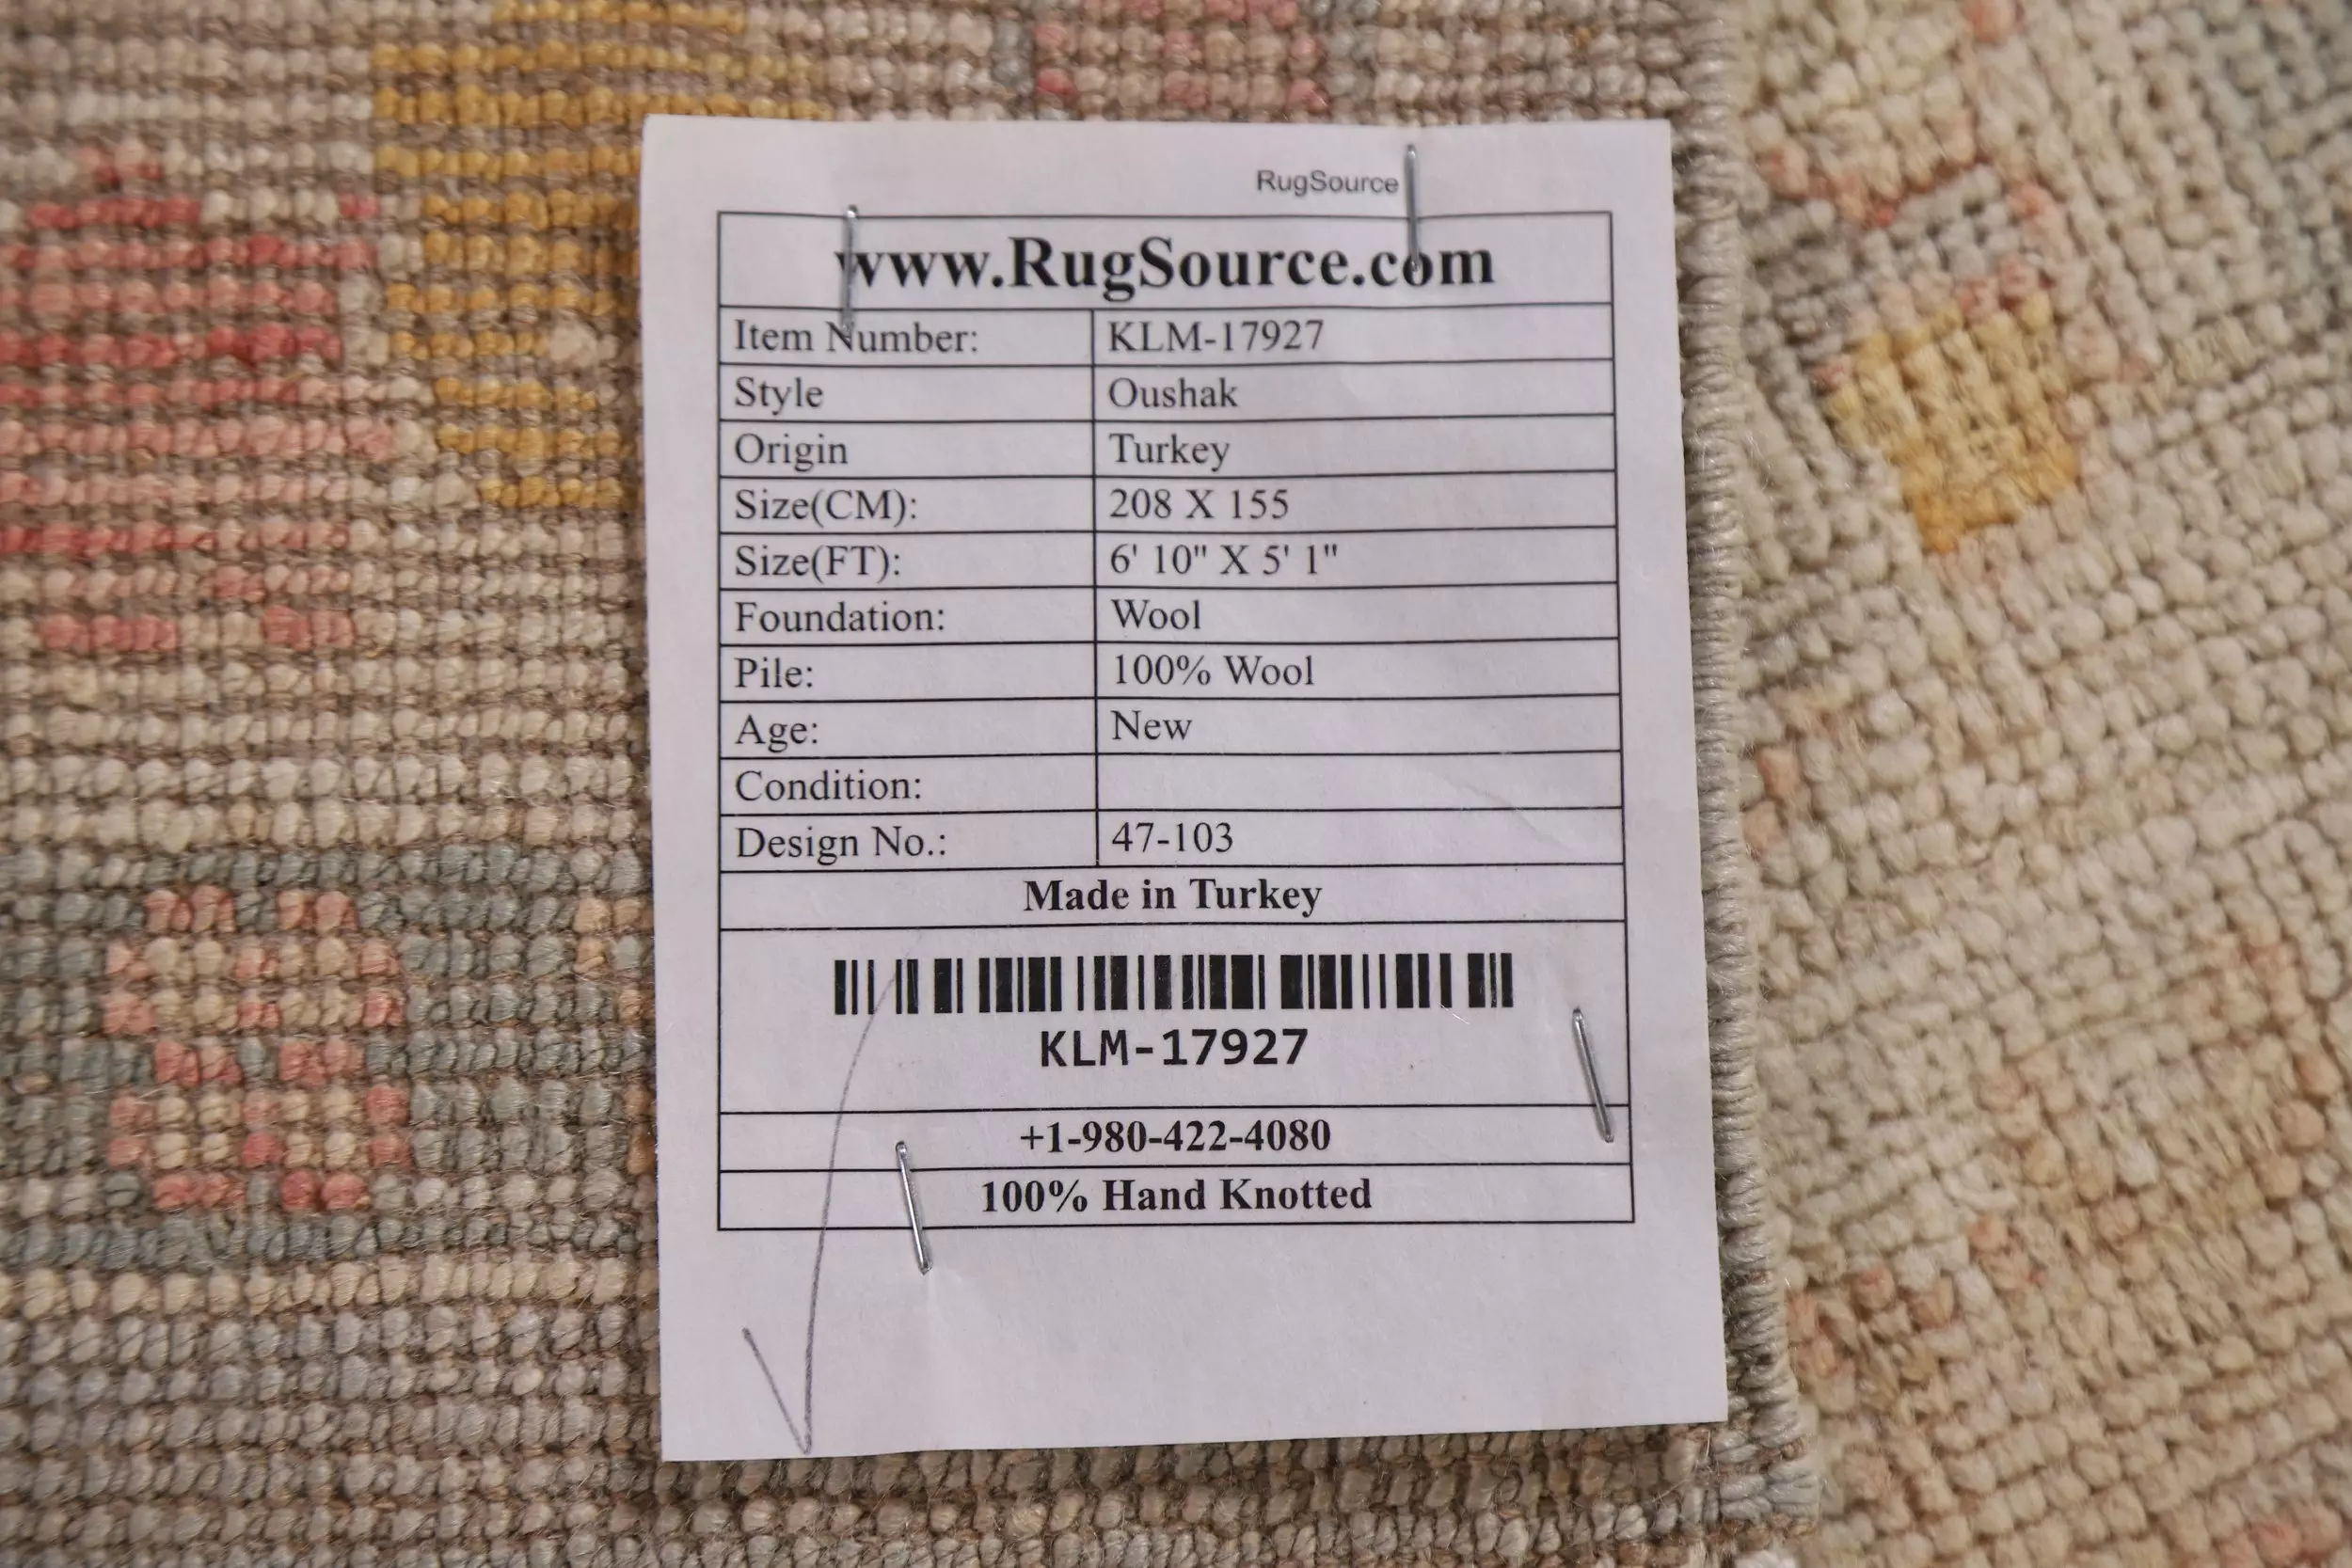 RugSource
www.RugSource.com
Item Number: KLM-17927
Style Oushak
Origin Turkey
Size(CM): 208 X 155
Size(FT): 6' 10" X 5' 1"
Foundation: Wool
Pile: 100% Wool
Age: New
Condition:
Design No.: 47-103
Made in Turkey
KLM-17927
+1-980-422-4080
100% Hand Knotted